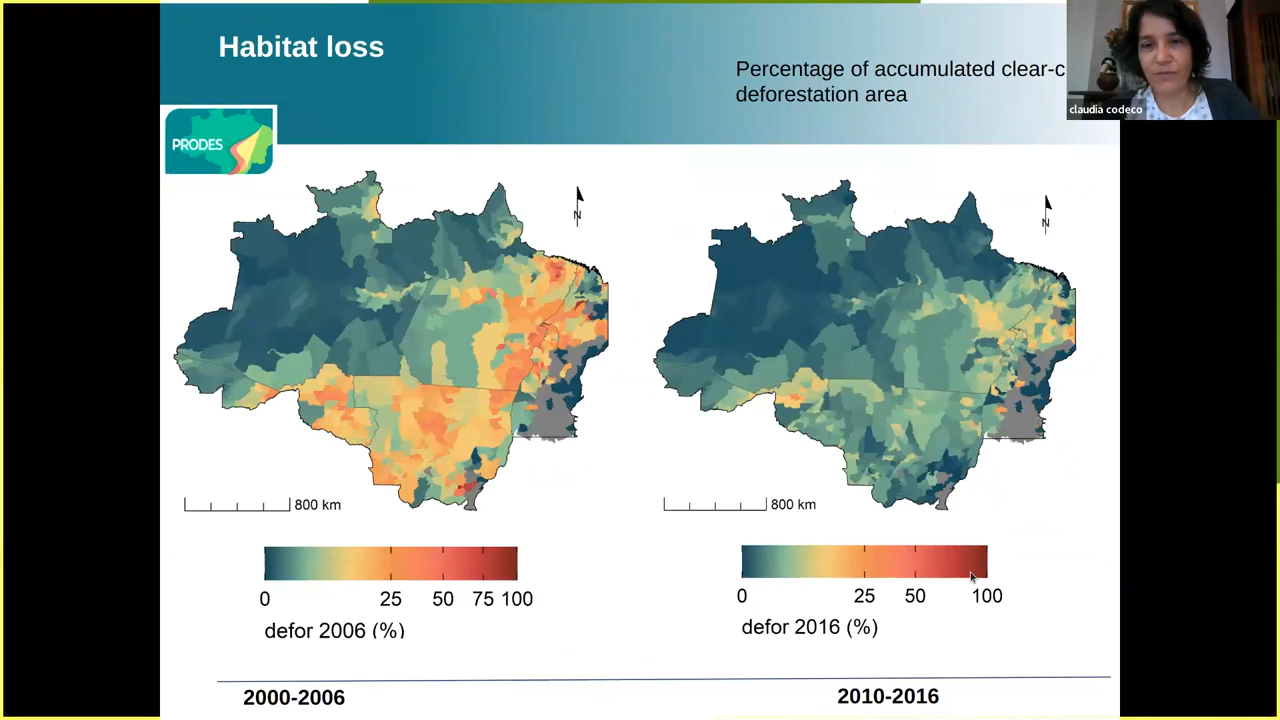 Habitat loss
Percentage of accumulated clear-c
deforestation area
claudia codeco
PRODES
N
N
800 km
800 km
0 25 50 75 100
defor 2006 (%)
0 25 50 100
defor 2016 (%)
2000-2006
2010-2016